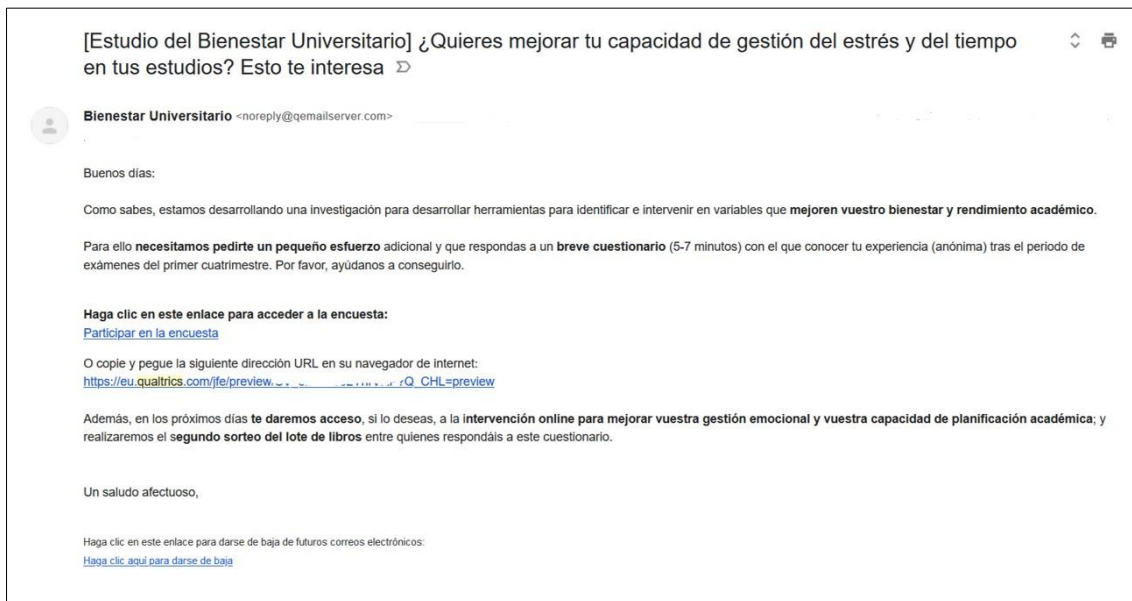 [Estudio del Bienestar Universitario] ¿Quieres mejorar tu capacidad de gestión del estrés y del tiempo
en tus estudios? Esto te interesa
Bienestar Universitario <noreply@qemailserver.com>
Buenos días:
Como sabes, estamos desarrollando una investigación para desarrollar herramientas para identificar e intervenir en variables que mejoren vuestro bienestar y rendimiento académico.
Para ello necesitamos pedirte un pequeño esfuerzo adicional y que respondas a un breve cuestionario (5-7 minutos) con el que conocer tu experiencia (anónima) tras el periodo de
exámenes del primer cuatrimestre. Por favor, ayúdanos a conseguirlo.
Haga clic en este enlace para acceder a la encuesta:
Participar en la encuesta
O copie y pegue la siguiente dirección URL en su navegador de internet:
https://eu.qualtrics.com/jfe/preview Q_CHL=preview
Además, en los próximos días te daremos acceso, si lo deseas, a la intervención online para mejorar vuestra gestión emocional y vuestra capacidad de planificación académica; y
realizaremos el segundo sorteo del lote de libros entre quienes respondáis a este cuestionario.
Un saludo afectuoso,
Haga clic en este enlace para darse de baja de futuros correos electrónicos:
Haga clic aquí para darse de baja